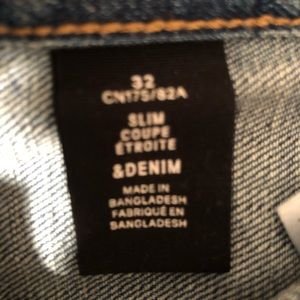 32
CN175/82A
SLIM
COUPE
ÉTROITE
&DENIM
MADE IN
BANGLADESH
FABRIQUÉ EN
BANGLADESH